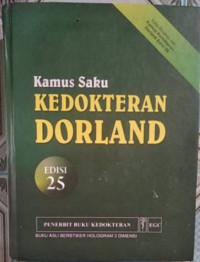 Kamus Saku
KEDOKTERAN
DORLAND
EDISI
25
PENERBIT BUKU KEDOKTERAN EGC
BUKU ASLI BERSTIKER HOLOGRAM 3 DIMENSI